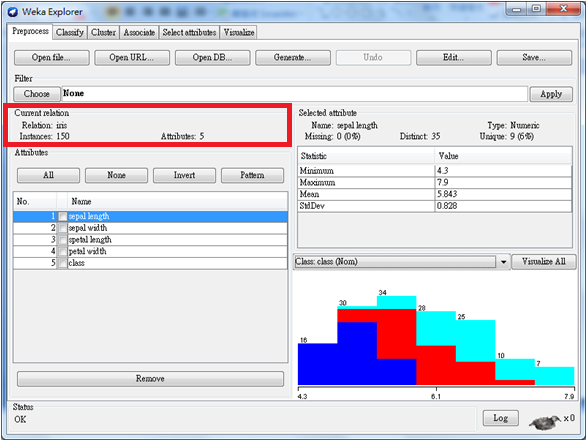 Weka Explorer
Preprocess Classify Cluster Associate Select attributes Visualize
Open file... Open URL... Open DB... Generate... Undo Edit... Save...
Filter
Choose None Apply
Current relation
Relation: iris
Instances: 150 Attributes: 5
Selected attribute
Name: sepal length Type: Numeric
Missing: 0 (0%) Distinct: 35 Unique: 9 (6%)
Statistic Value
Minimum 4.3
Maximum 7.9
Mean 5.843
StdDev 0.828
Attributes
All None Invert Pattern
No. Name
1 sepal length
2 sepal width
3 spetal length
4 petal width
5 class
Remove
Class: class (Nom) Visualize All
16 30 34 28 25 10 7
4.3 6.1 7.9
Status
OK
Log x 0